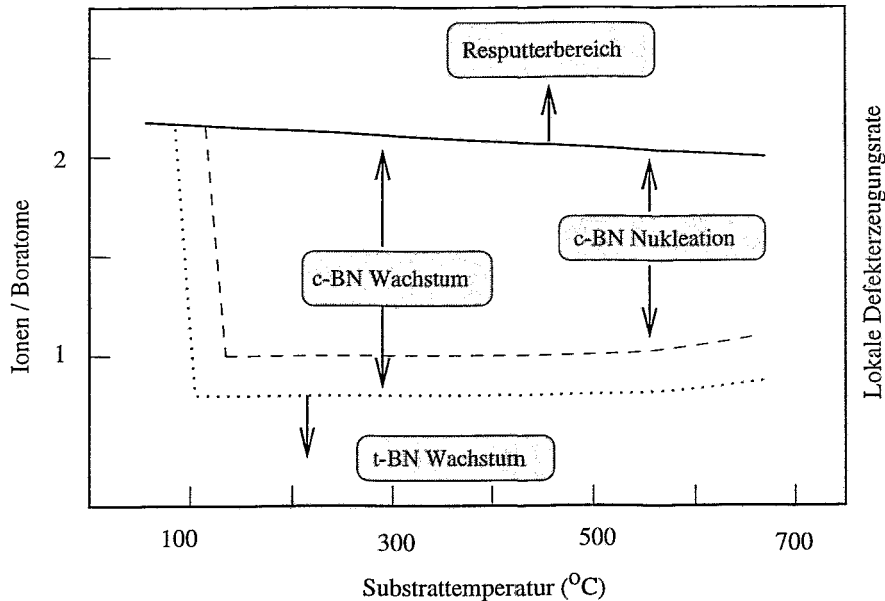 Resputterbereich
2
c-BN Nukleation
c-BN Wachstum
1
t-BN Wachstum
Ionen / Boratome
Lokale Defekterzeugungsrate
100 300 500 700
Substrattemperatur (°C)